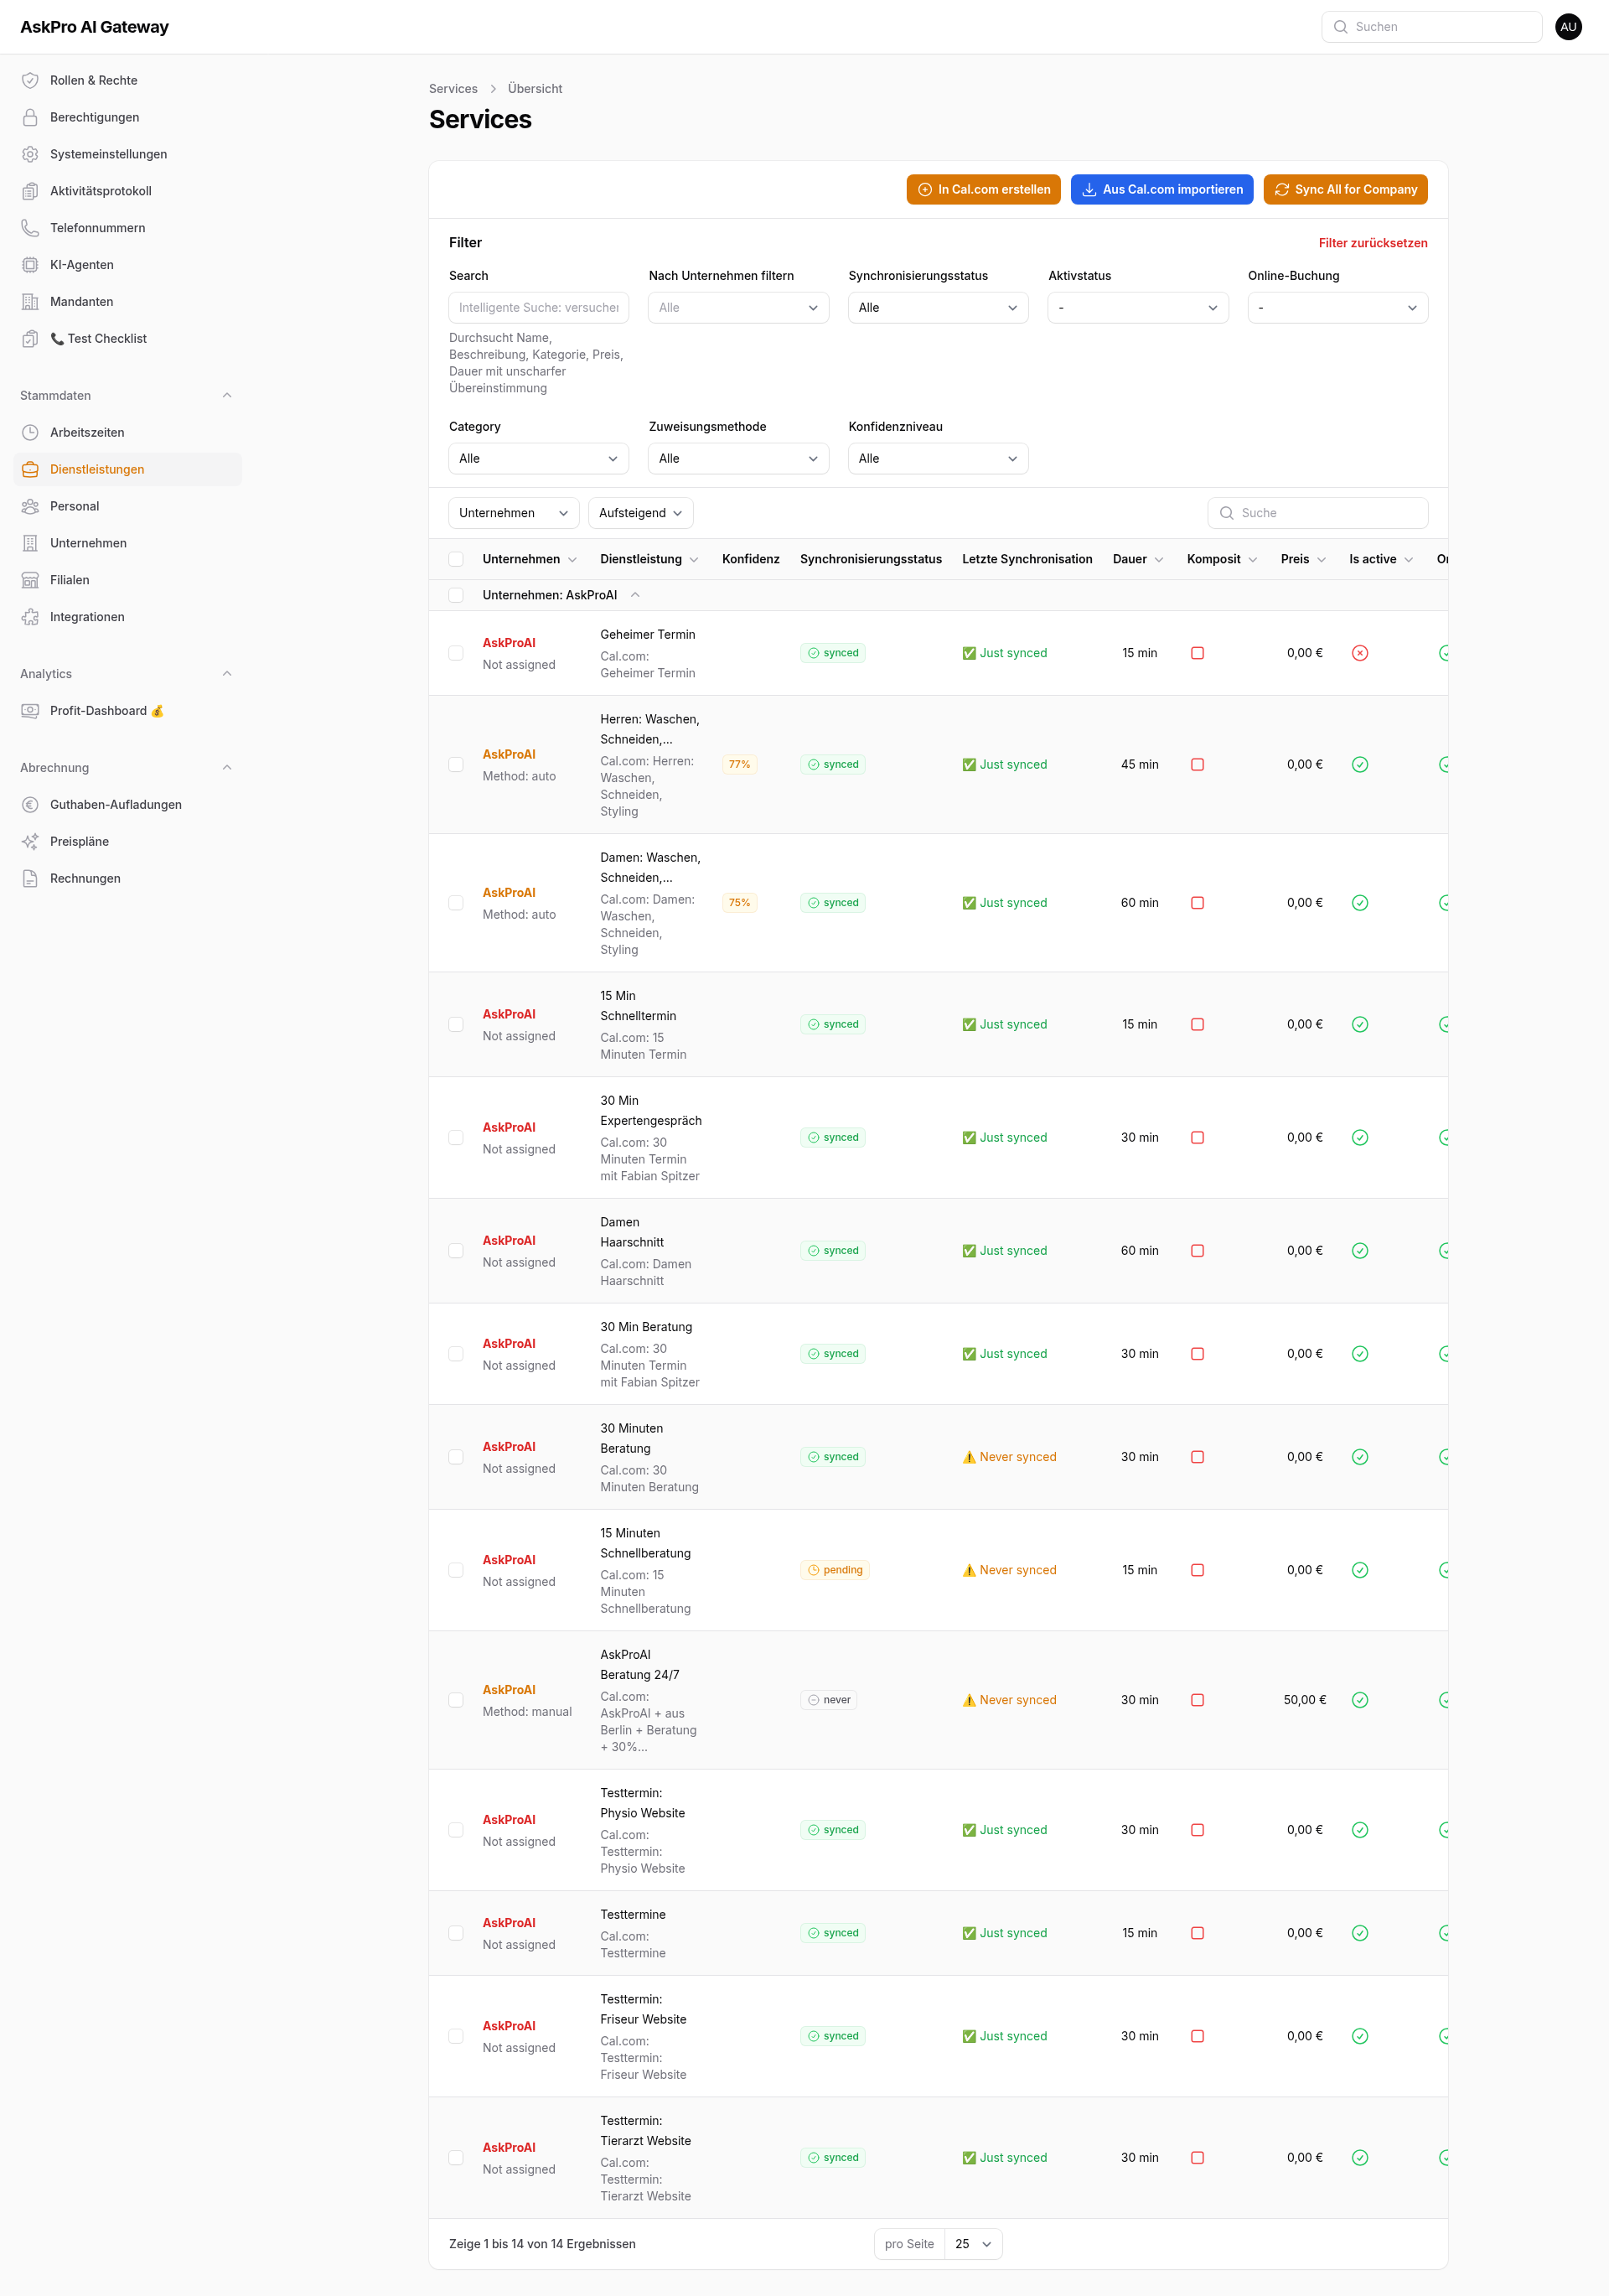 AskPro AI Gateway
Suchen
AU
Rollen & Rechte
Berechtigungen
Systemeinstellungen
Aktivitätsprotokoll
Telefonnummern
KI-Agenten
Mandanten
📞 Test Checklist
Stammdaten
Arbeitszeiten
Dienstleistungen
Personal
Unternehmen
Filialen
Integrationen
Analytics
Profit-Dashboard 💰
Abrechnung
Guthaben-Aufladungen
Preispläne
Rechnungen
Services > Übersicht
Services
In Cal.com erstellen
Aus Cal.com importieren
Sync All for Company
Filter
Filter zurücksetzen
Search
Intelligente Suche: versuchen
Durchsucht Name,
Beschreibung, Kategorie, Preis,
Dauer mit unscharfer
Übereinstimmung
Nach Unternehmen filtern
Alle
Synchronisierungsstatus
Alle
Aktivstatus
-
Online-Buchung
-
Category
Alle
Zuweisungsmethode
Alle
Konfidenzniveau
Alle
Unternehmen
Aufsteigend
Suche
Unternehmen Dienstleistung Konfidenz Synchronisierungsstatus Letzte Synchronisation Dauer Komposit Preis Is active
Unternehmen: AskProAI
AskProAI
Not assigned
Geheimer Termin
Cal.com:
Geheimer Termin
synced
✅ Just synced
15 min
0,00 €
AskProAI
Method: auto
Herren: Waschen,
Schneiden,...
Cal.com: Herren:
Waschen,
Schneiden,
Styling
77%
synced
✅ Just synced
45 min
0,00 €
AskProAI
Method: auto
Damen: Waschen,
Schneiden,...
Cal.com: Damen:
Waschen,
Schneiden,
Styling
75%
synced
✅ Just synced
60 min
0,00 €
AskProAI
Not assigned
15 Min
Schnelltermin
Cal.com: 15
Minuten Termin
synced
✅ Just synced
15 min
0,00 €
AskProAI
Not assigned
30 Min
Expertengespräch
Cal.com: 30
Minuten Termin
mit Fabian Spitzer
synced
✅ Just synced
30 min
0,00 €
AskProAI
Not assigned
Damen
Haarschnitt
Cal.com: Damen
Haarschnitt
synced
✅ Just synced
60 min
0,00 €
AskProAI
Not assigned
30 Min Beratung
Cal.com: 30
Minuten Termin
mit Fabian Spitzer
synced
✅ Just synced
30 min
0,00 €
AskProAI
Not assigned
30 Minuten
Beratung
Cal.com: 30
Minuten Beratung
synced
⚠️ Never synced
30 min
0,00 €
AskProAI
Not assigned
15 Minuten
Schnellberatung
Cal.com: 15
Minuten
Schnellberatung
pending
⚠️ Never synced
15 min
0,00 €
AskProAI
Method: manual
AskProAI
Beratung 24/7
Cal.com:
AskProAI + aus
Berlin + Beratung
+ 30%...
never
⚠️ Never synced
30 min
50,00 €
AskProAI
Not assigned
Testtermin:
Physio Website
Cal.com:
Testtermin:
Physio Website
synced
✅ Just synced
30 min
0,00 €
AskProAI
Not assigned
Testtermine
Cal.com:
Testtermine
synced
✅ Just synced
15 min
0,00 €
AskProAI
Not assigned
Testtermin:
Friseur Website
Cal.com:
Testtermin:
Friseur Website
synced
✅ Just synced
30 min
0,00 €
AskProAI
Not assigned
Testtermin:
Tierarzt Website
Cal.com:
Testtermin:
Tierarzt Website
synced
✅ Just synced
30 min
0,00 €
Zeige 1 bis 14 von 14 Ergebnissen
pro Seite 25